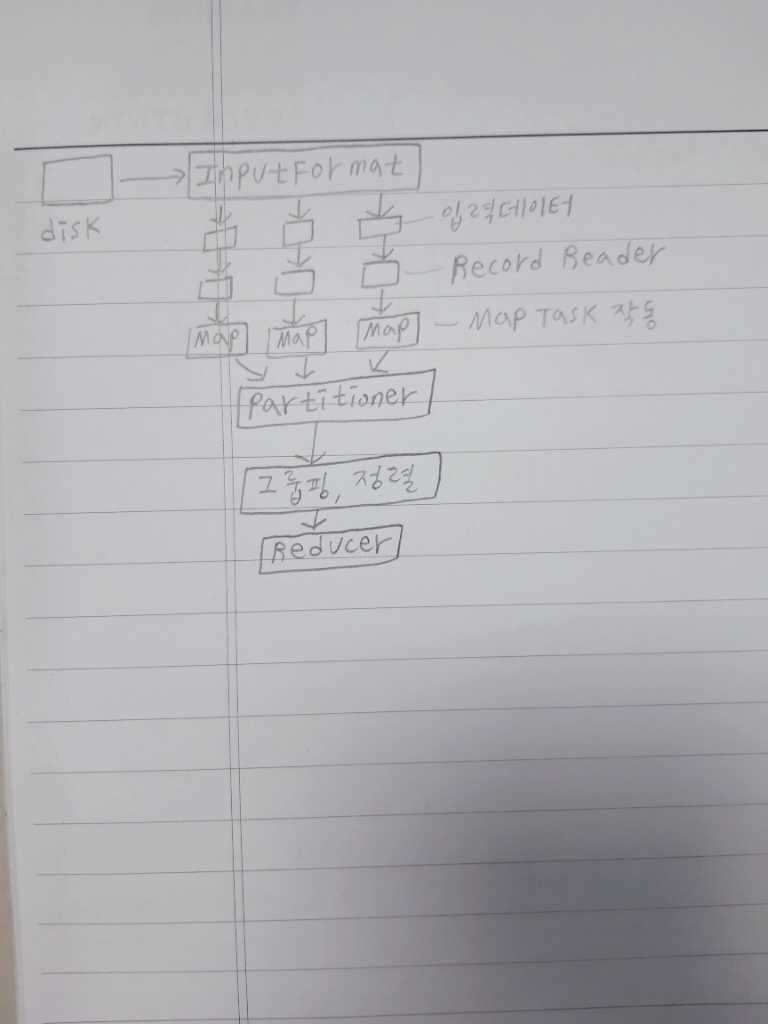 InputFormat
disk
입력데이터
Record Reader
Map Map Map
Map Task 작동
Partitioner
그룹핑, 정렬
Reducer